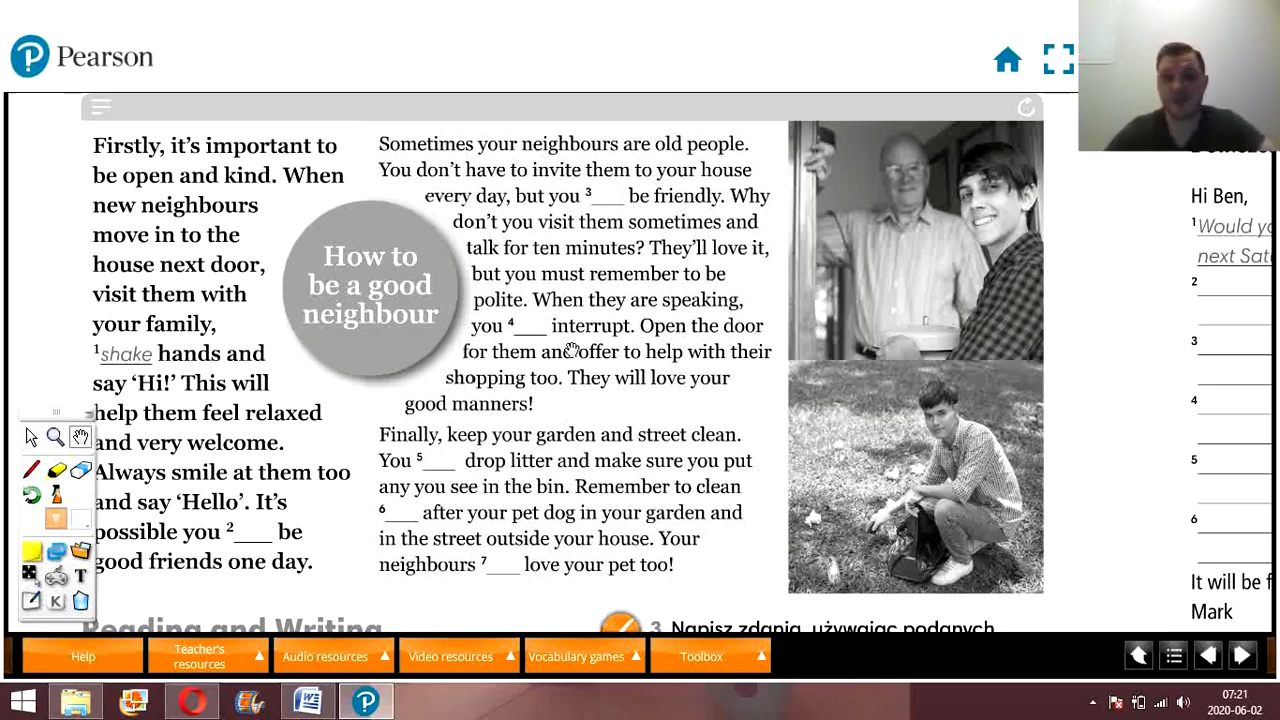 Pearson
Firstly, it's important to
be open and kind. When
new neighbours
move in to the
house next door,
visit them with
your family,
1shake hands and
say 'Hi!' This will
help them feel relaxed
and very welcome.
Always smile at them too
and say 'Hello'. It's
possible you 2___ be
good friends one day.
How to
be a good
neighbour
Sometimes your neighbours are old people.
You don't have to invite them to your house
every day, but you 3___ be friendly. Why
don't you visit them sometimes and
talk for ten minutes? They'll love it,
but you must remember to be
polite. When they are speaking,
you 4___ interrupt. Open the door
for them and offer to help with their
shopping too. They will love your
good manners!
Finally, keep your garden and street clean.
You 5___ drop litter and make sure you put
any you see in the bin. Remember to clean
6___ after your pet dog in your garden and
in the street outside your house. Your
neighbours 7___ love your pet too!
Hi Ben,
1Would yo
next Sat
2
3
4
5
6
It will be f
Mark
Reading and Writing
3 Napisz zdania, używając podanych
T
K
Help
Teacher's
resources
Audio resources
Video resources
Vocabulary games
Toolbox
07:21
2020-06-02